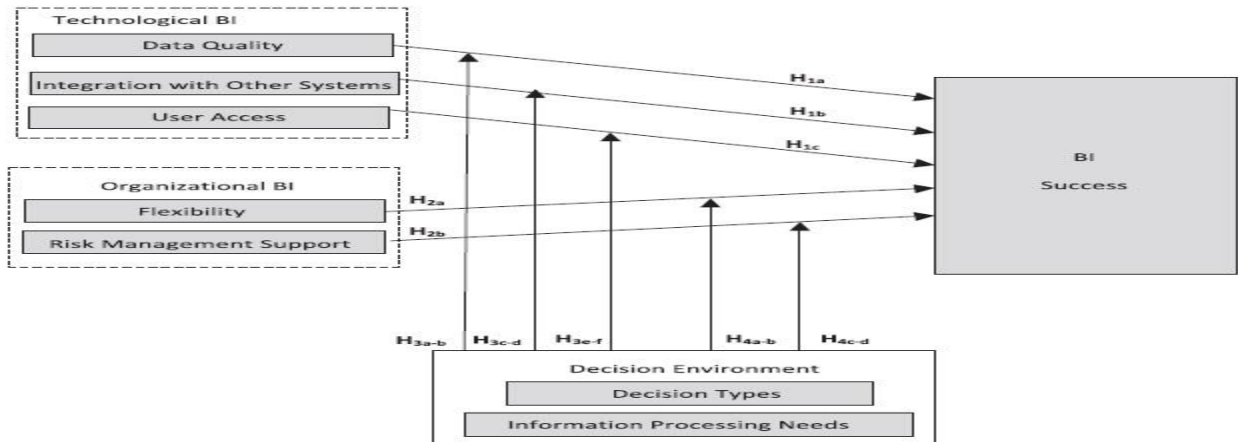 Technological BI
Data Quality
Integration with Other Systems
User Access
H1a
H1b
H1c
BI
Success
Organizational BI
Flexibility
Risk Management Support
H2a
H2b
H3a-b
H3c-d
H3e-f
H4a-b
H4c-d
Decision Environment
Decision Types
Information Processing Needs